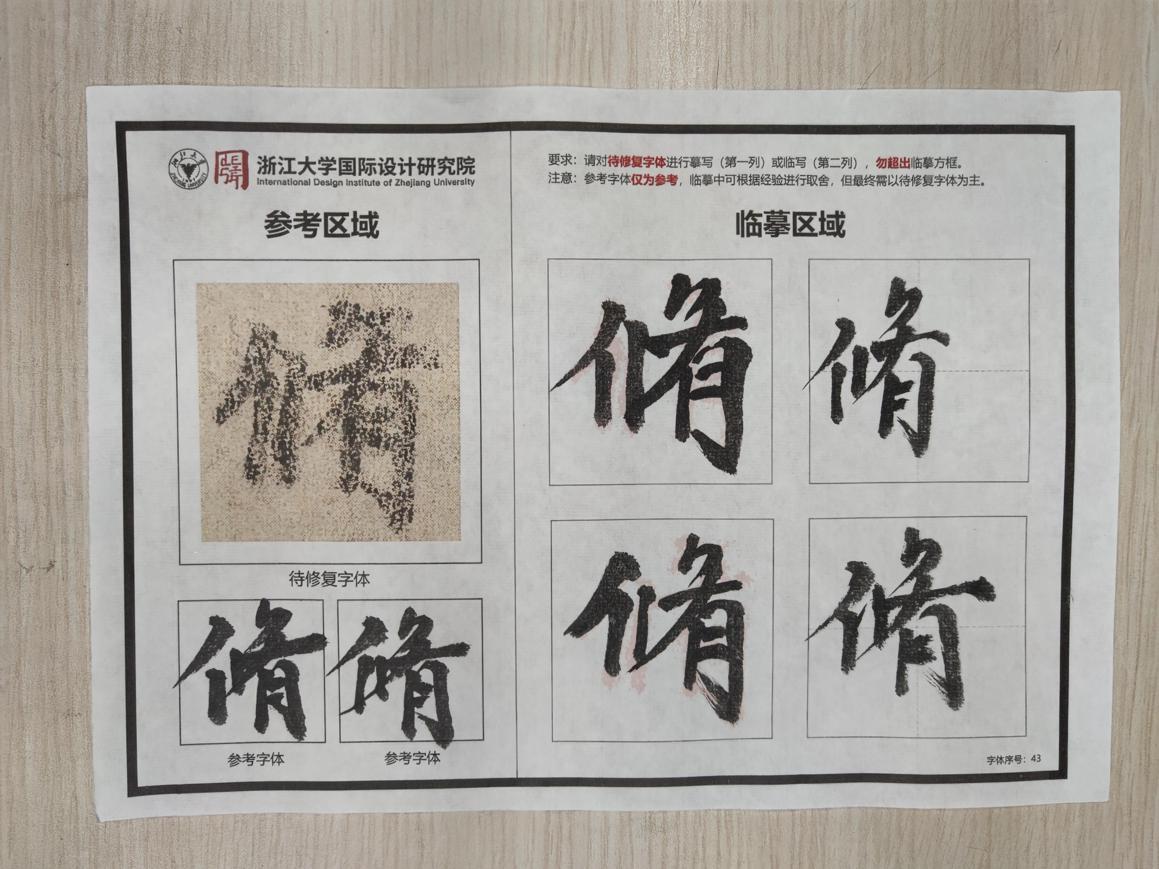 浙江大学国际设计研究院
International Design Institute of Zhejiang University
参考区域
脩
待修复字体
脩 脩
参考字体 参考字体
要求：请对待修复字体进行摹写（第一列）或临写（第二列），勿超出临摹方框。
注意：参考字体仅为参考，临摹中可根据经验进行取舍，但最终需以待修复字体为主。
临摹区域
脩 脩
脩 脩
字体序号：43